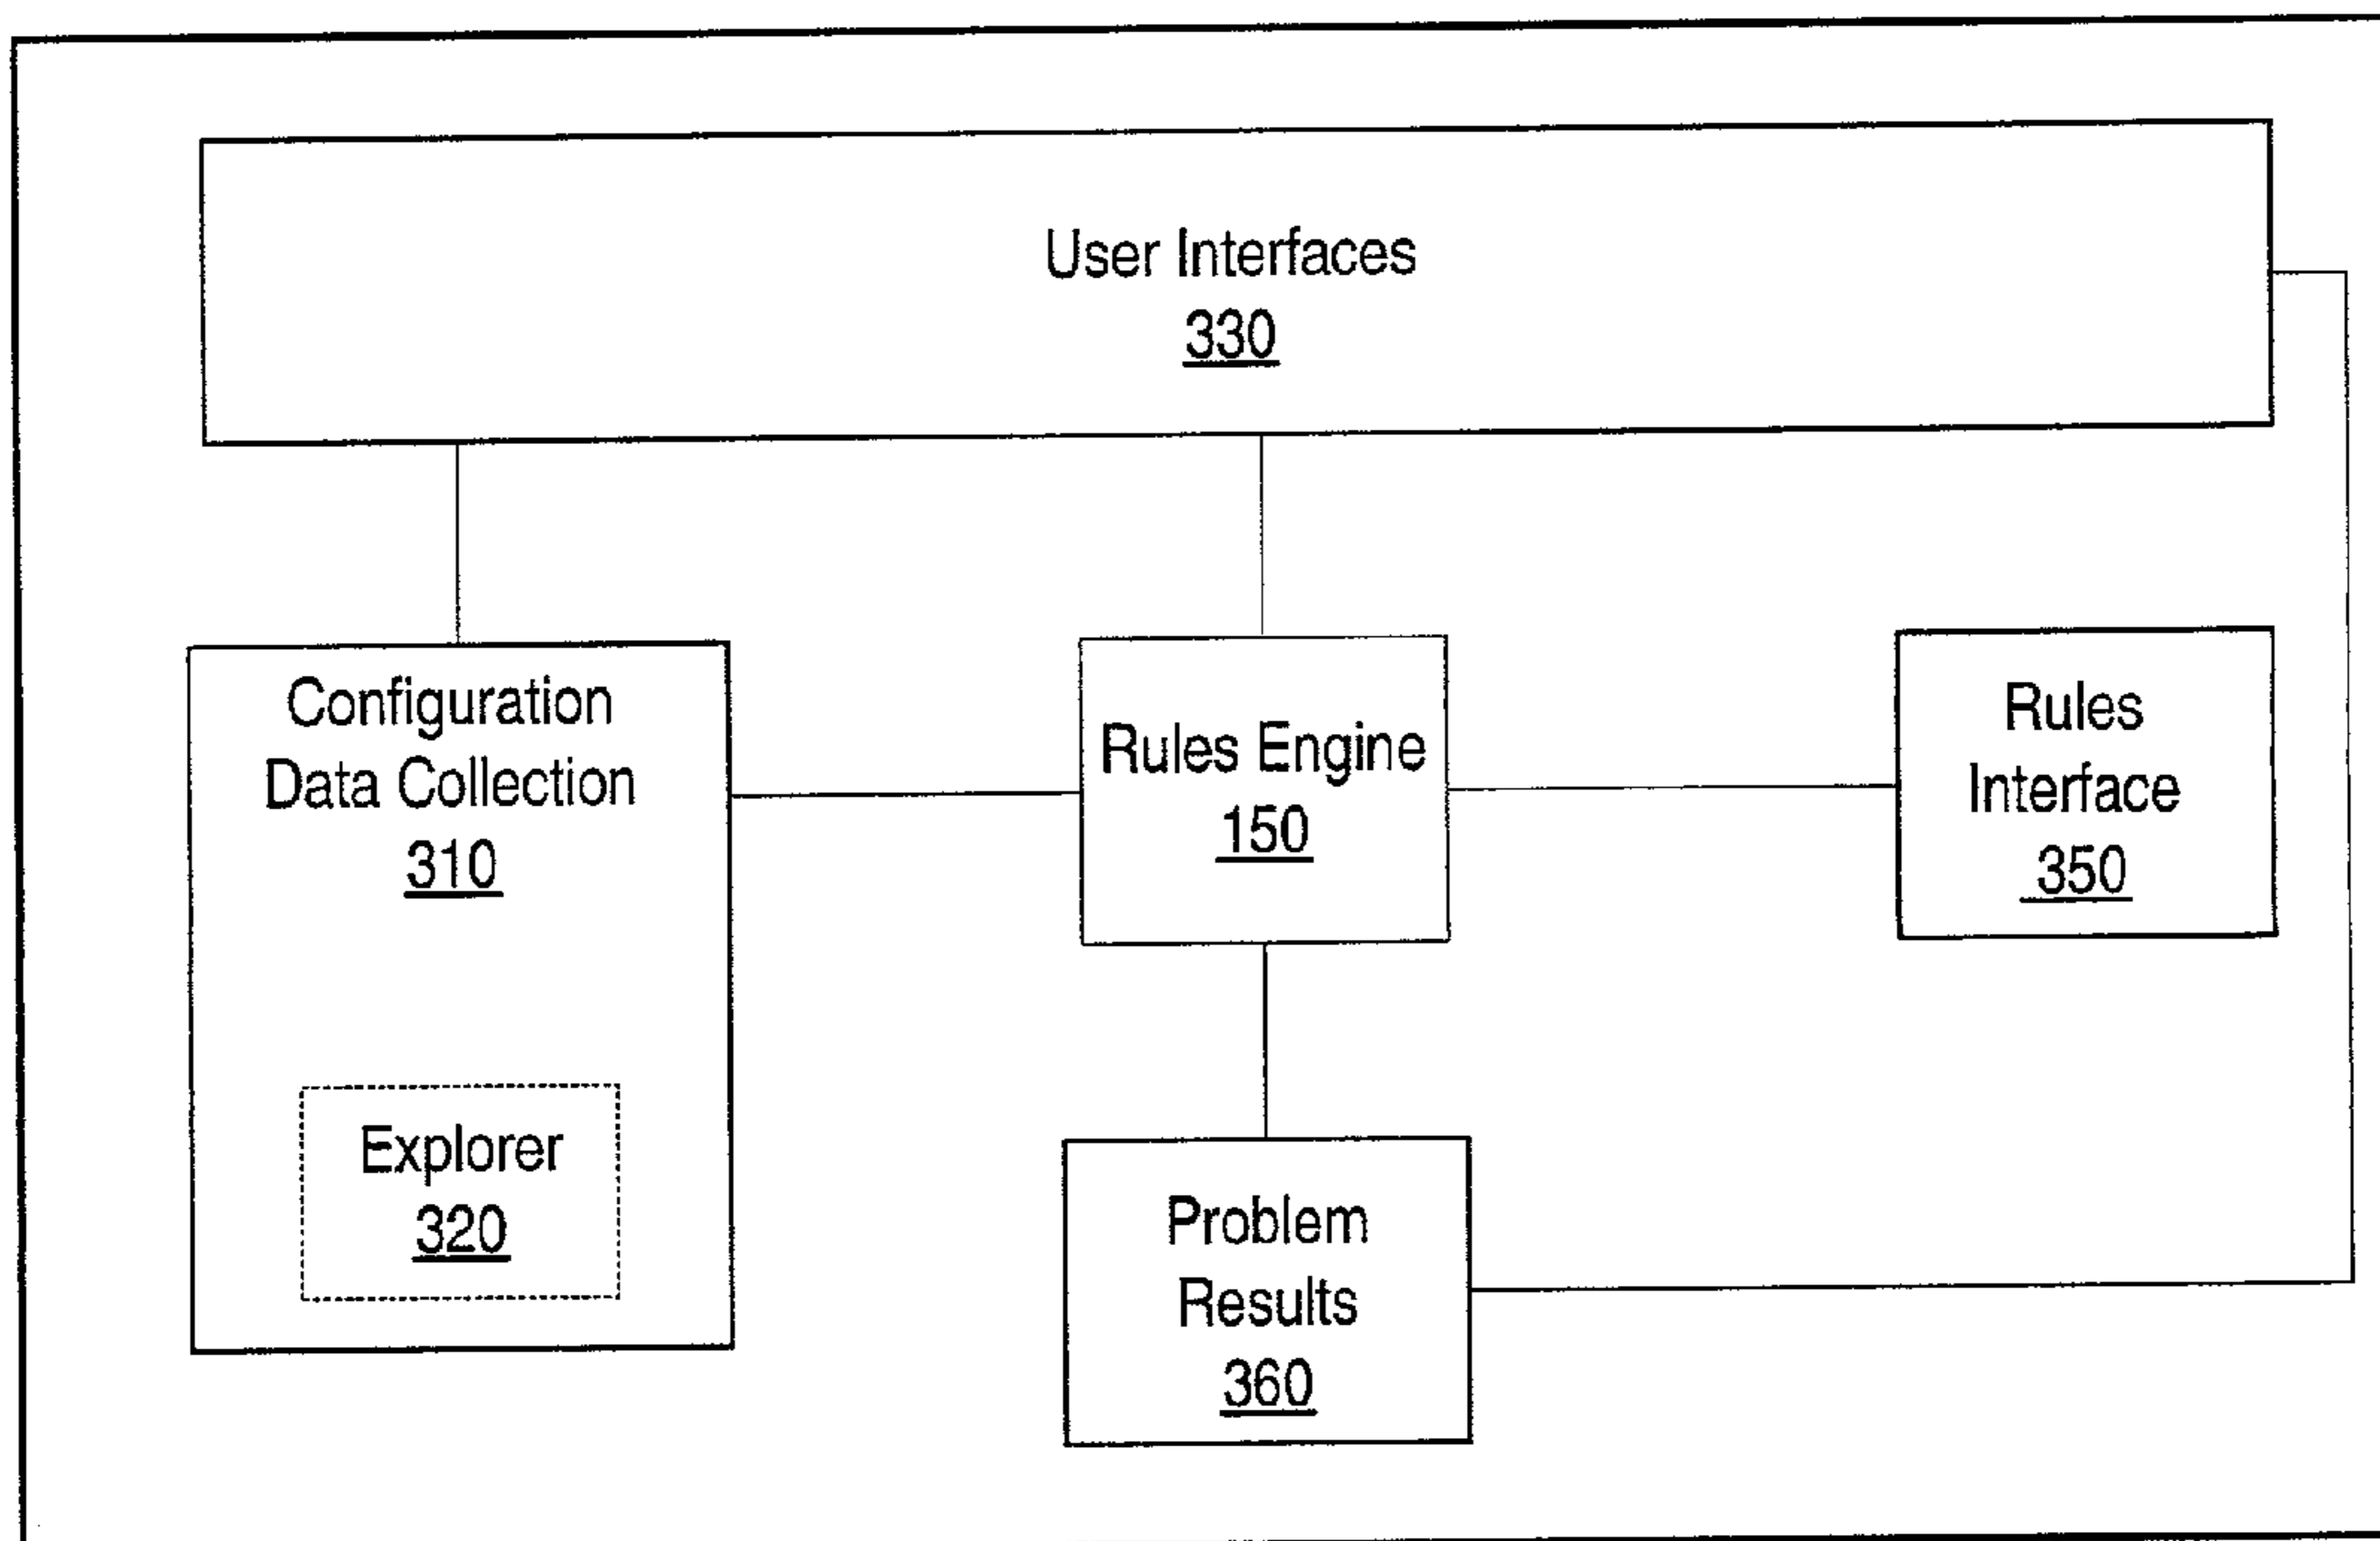 User Interfaces
330
Configuration
Data Collection
310
Explorer
320
Rules Engine
150
Rules
Interface
350
Problem
Results
360